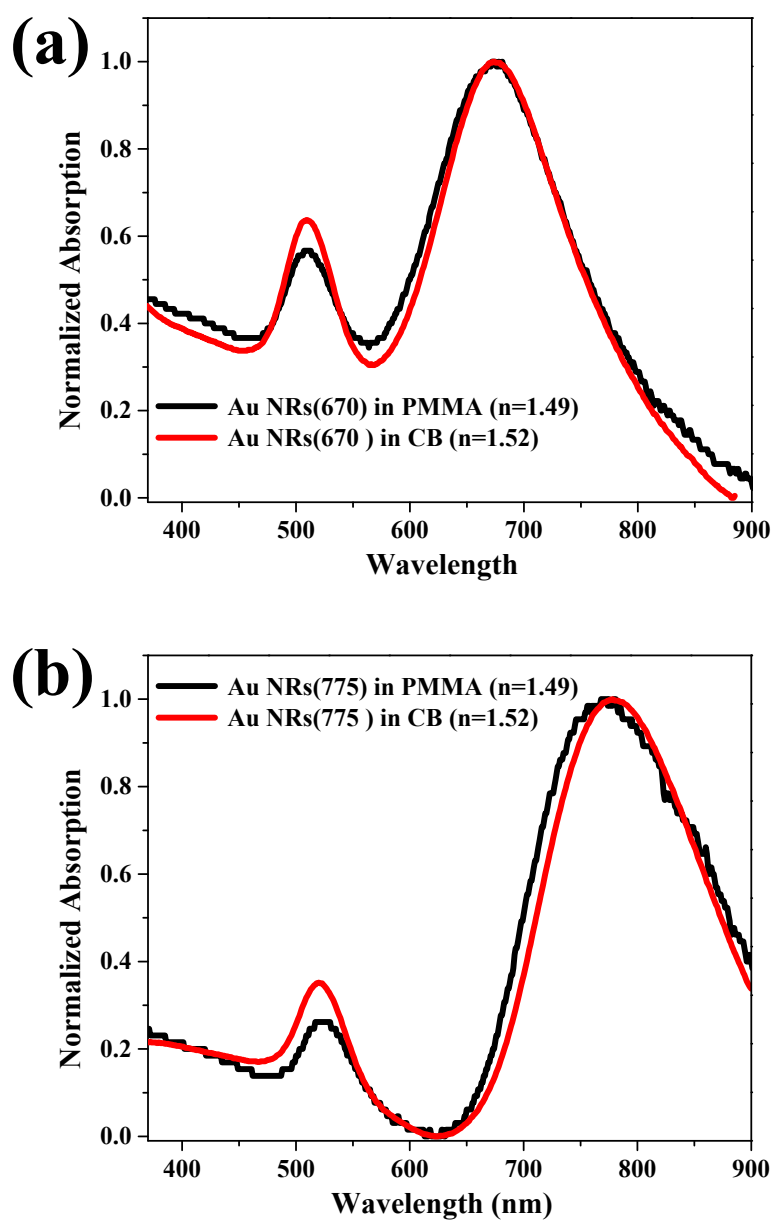 (a)
1.0
0.8
0.6
0.4
0.2
0.0
Normalized Absorption
Au NRs(670) in PMMA (n=1.49)
Au NRs(670 ) in CB (n=1.52)
400 500 600 700 800 900
Wavelength
(b)
1.0
0.8
0.6
0.4
0.2
0.0
Normalized Absorption
Au NRs(775) in PMMA (n=1.49)
Au NRs(775 ) in CB (n=1.52)
400 500 600 700 800 900
Wavelength (nm)